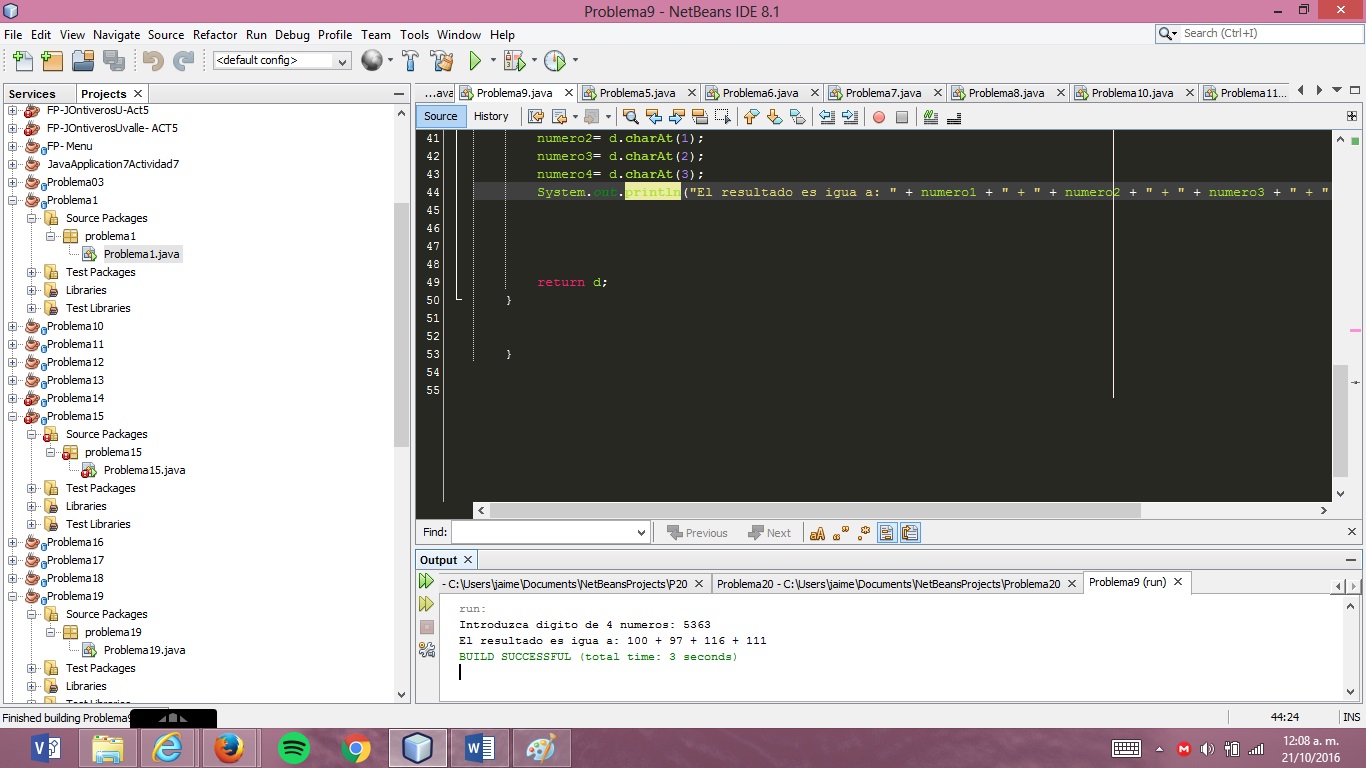 Problema9 - NetBeans IDE 8.1
File Edit View Navigate Source Refactor Run Debug Profile Team Tools Window Help
Search (Ctrl+I)
<default config>
Services Projects
FP-JOntiverosU-Act5
FP-JOntiverosUvalle- ACT5
FP- Menu
JavaApplication7Actividad7
Problema03
Problema1
Source Packages
problema1
Problema1.java
Test Packages
Libraries
Test Libraries
Problema10
Problema11
Problema12
Problema13
Problema14
Problema15
Source Packages
problema15
Problema15.java
Test Packages
Libraries
Test Libraries
Problema16
Problema17
Problema18
Problema19
Source Packages
problema19
Problema19.java
Test Packages
Libraries
...ava Problema9.java Problema5.java Problema6.java Problema7.java Problema8.java Problema10.java Problema11...
Source History
41 numero2= d.charAt(1);
42 numero3= d.charAt(2);
43 numero4= d.charAt(3);
44 System.out.println("El resultado es igua a: " + numero1 + " + " + numero2 + " + " + numero3 + " + "
45
46
47
48
49 return d;
50 }
51
52
53 }
54
55
Find: Previous Next
Output
- C:\Users\jaime\Documents\NetBeansProjects\P20 Problema20 - C:\Users\jaime\Documents\NetBeansProjects\Problema20 Problema9 (run)
run:
Introduzca digito de 4 numeros: 5363
El resultado es igua a: 100 + 97 + 116 + 111
BUILD SUCCESSFUL (total time: 3 seconds)
Finished building Problema9
44:24 INS
12:08 a. m.
21/10/2016